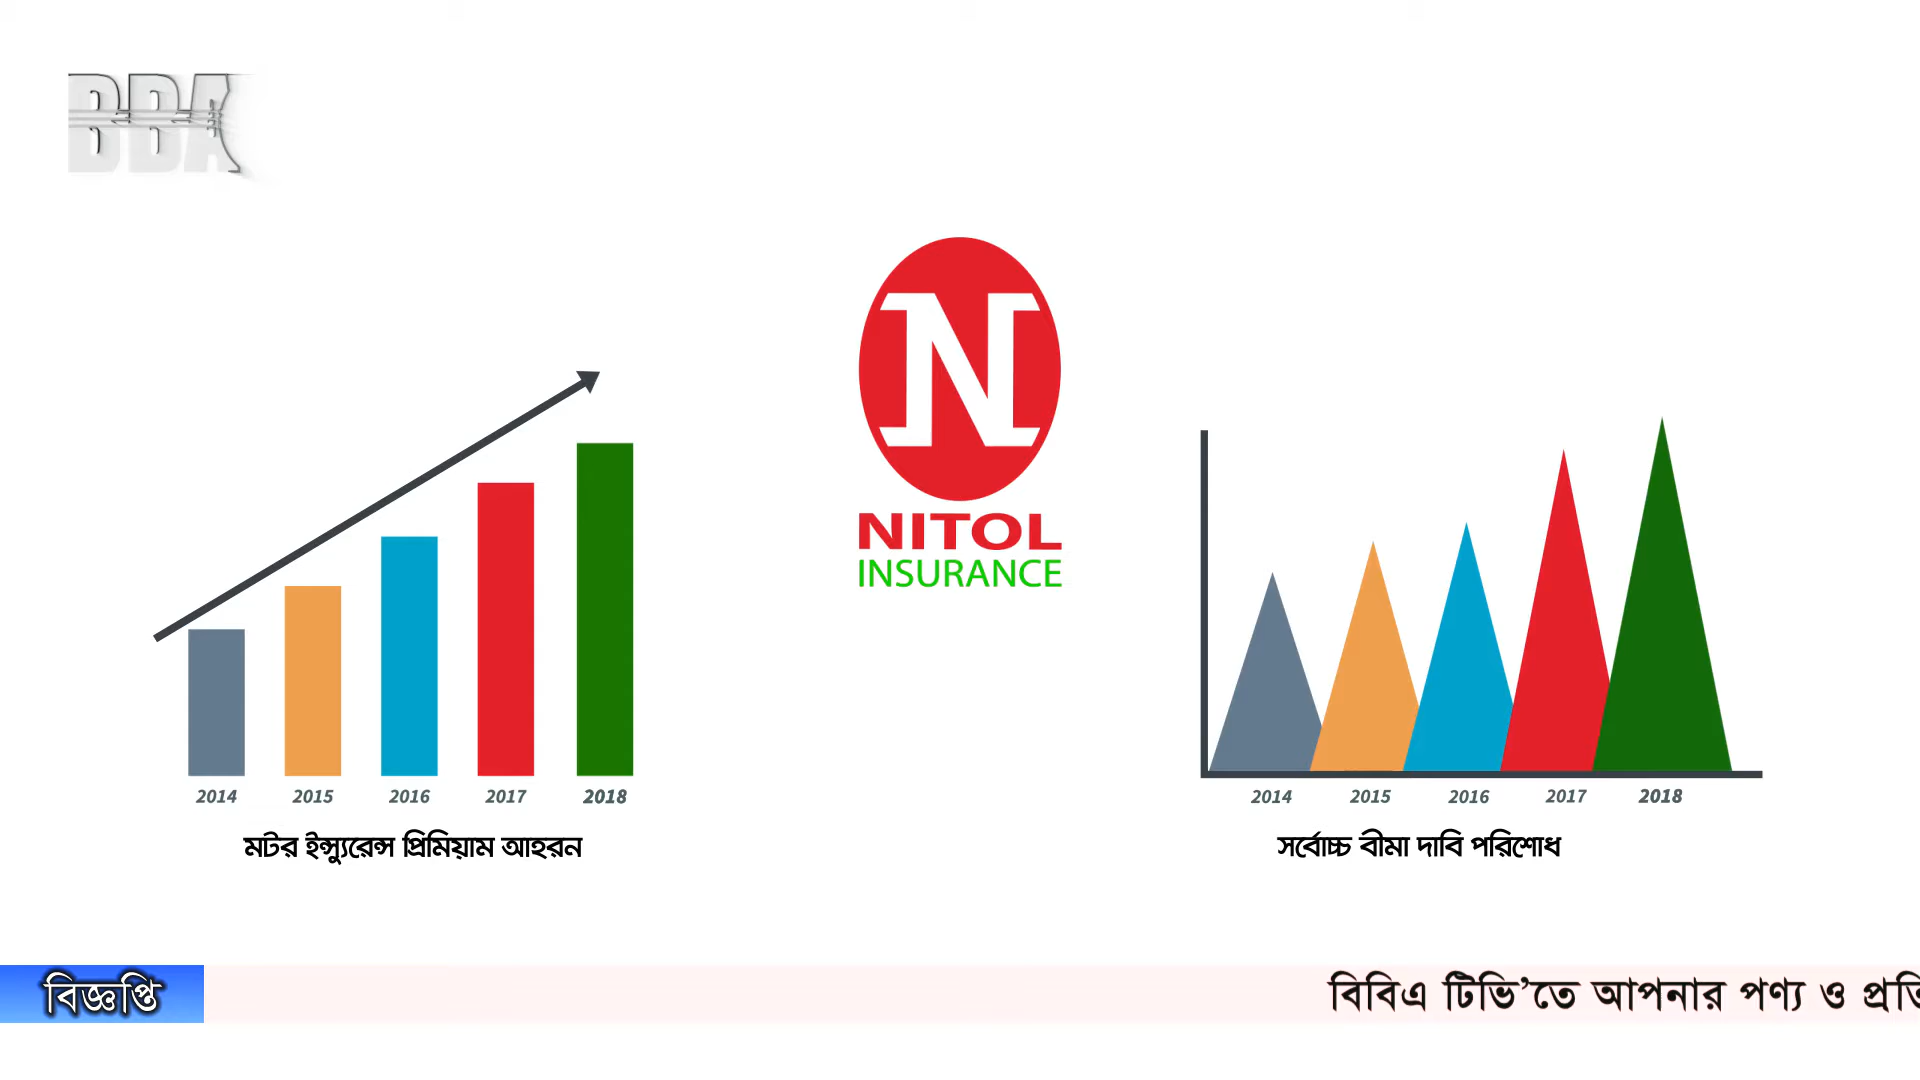 BBA
NITOL
INSURANCE
2014 2015 2016 2017 2018
মটর ইন্স্যুরেন্স প্রিমিয়াম আহরন
2014 2015 2016 2017 2018
সর্বোচ্চ বীমা দাবি পরিশোধ
বিজ্ঞপ্তি
বিবিএ টিভি’তে আপনার পণ্য ও